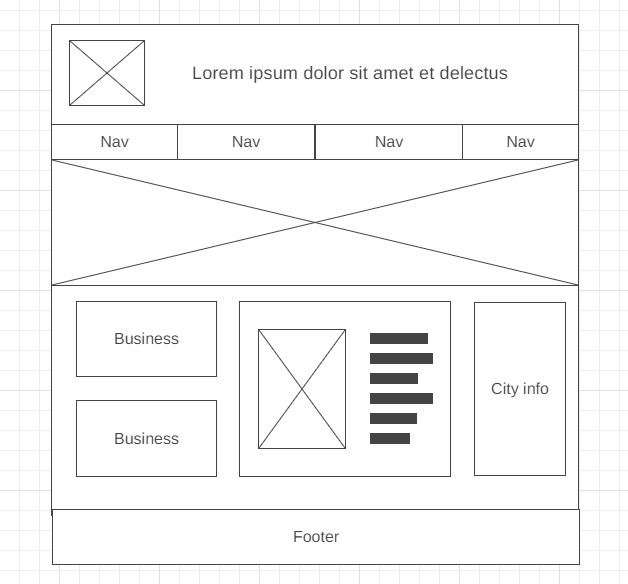 Lorem ipsum dolor sit amet et delectus
Nav
Nav
Nav
Nav
Business
Business
City info
Footer